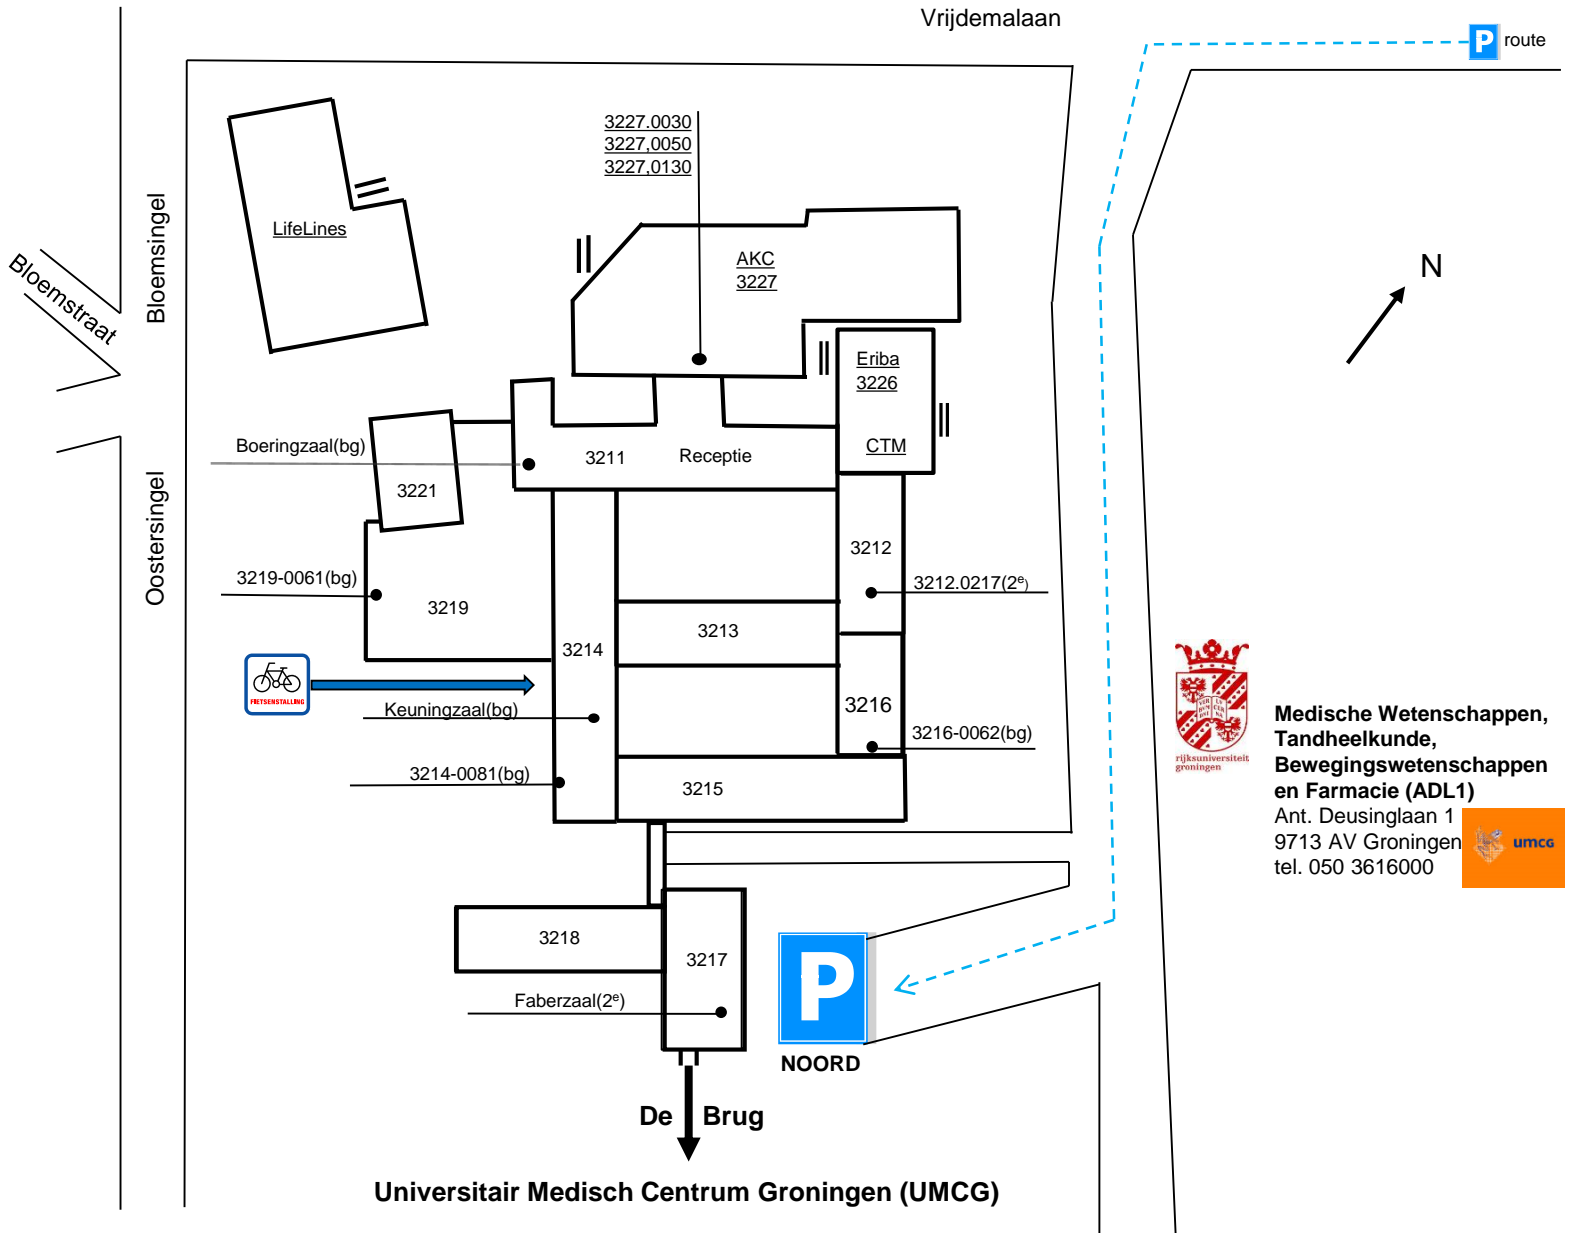 Vrijdemalaan
P route
3227.0030
3227,0050
3227,0130
Bloemsingel
LifeLines
AKC
3227
N
Bloemstraat
Eriba
3226
CTM
Boeringzaal(bg)
3211
Receptie
3221
Oostersingel
3212
3219-0061(bg)
3212.0217(2e)
3219
3213
3214
FIETSENSTALLING
Keuningzaal(bg)
3216
3216-0062(bg)
3214-0081(bg)
3215
rijksuniversiteit
groningen
Medische Wetenschappen,
Tandheelkunde,
Bewegingswetenschappen
en Farmacie (ADL1)
Ant. Deusinglaan 1
9713 AV Groningen
tel. 050 3616000
umcg
3218
3217
P
Faberzaal(2e)
NOORD
De Brug
Universitair Medisch Centrum Groningen (UMCG)